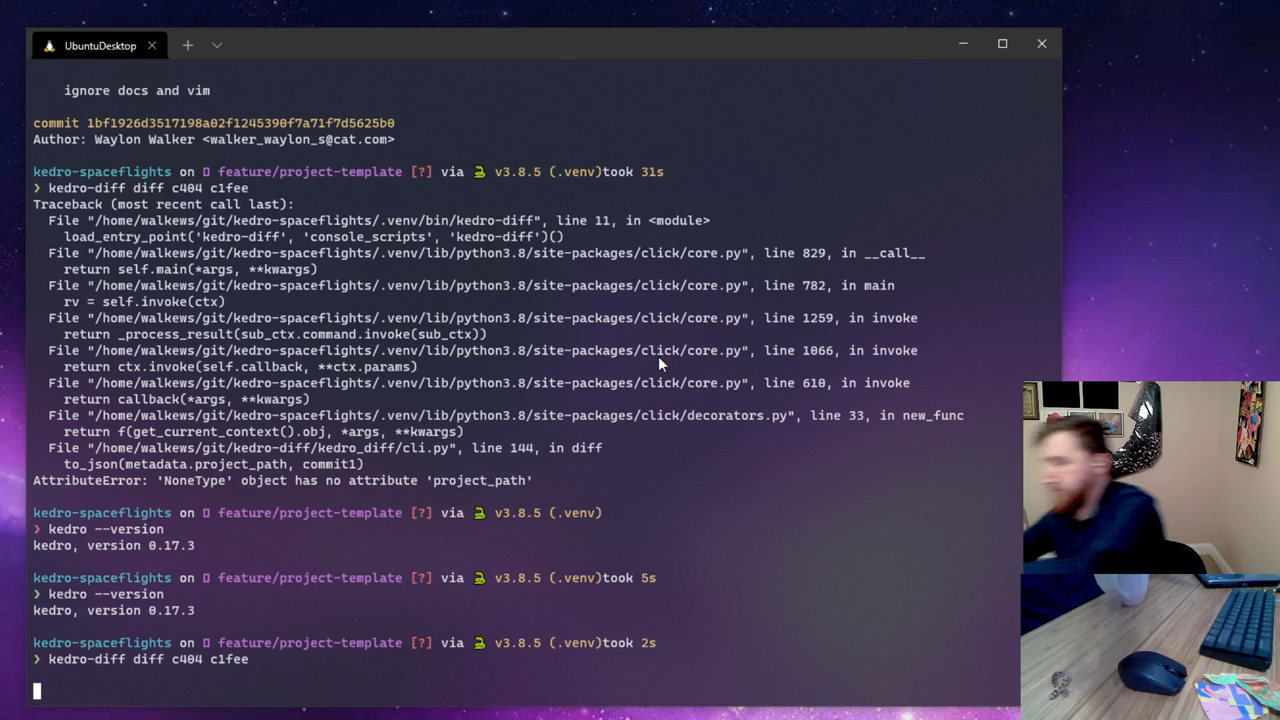 UbuntuDesktop
ignore docs and vim
commit 1bf1926d3517198a02f1245390f7a71f7d5625b0
Author: Waylon Walker <walker_waylon_s@cat.com>
kedro-spaceflights on feature/project-template [?] via v3.8.5 (.venv)took 31s
❯ kedro-diff diff c404 c1fee
Traceback (most recent call last):
File "/home/walkews/git/kedro-spaceflights/.venv/bin/kedro-diff", line 11, in <module>
load_entry_point('kedro-diff', 'console_scripts', 'kedro-diff')()
File "/home/walkews/git/kedro-spaceflights/.venv/lib/python3.8/site-packages/click/core.py", line 829, in __call__
return self.main(*args, **kwargs)
File "/home/walkews/git/kedro-spaceflights/.venv/lib/python3.8/site-packages/click/core.py", line 782, in main
rv = self.invoke(ctx)
File "/home/walkews/git/kedro-spaceflights/.venv/lib/python3.8/site-packages/click/core.py", line 1259, in invoke
return _process_result(sub_ctx.command.invoke(sub_ctx))
File "/home/walkews/git/kedro-spaceflights/.venv/lib/python3.8/site-packages/click/core.py", line 1066, in invoke
return ctx.invoke(self.callback, **ctx.params)
File "/home/walkews/git/kedro-spaceflights/.venv/lib/python3.8/site-packages/click/core.py", line 610, in invoke
return callback(*args, **kwargs)
File "/home/walkews/git/kedro-spaceflights/.venv/lib/python3.8/site-packages/click/decorators.py", line 33, in new_func
return f(get_current_context().obj, *args, **kwargs)
File "/home/walkews/git/kedro-diff/kedro_diff/cli.py", line 144, in diff
to_json(metadata.project_path, commit1)
AttributeError: 'NoneType' object has no attribute 'project_path'
kedro-spaceflights on feature/project-template [?] via v3.8.5 (.venv)
❯ kedro --version
kedro, version 0.17.3
kedro-spaceflights on feature/project-template [?] via v3.8.5 (.venv)took 5s
❯ kedro --version
kedro, version 0.17.3
kedro-spaceflights on feature/project-template [?] via v3.8.5 (.venv)took 2s
❯ kedro-diff diff c404 c1fee